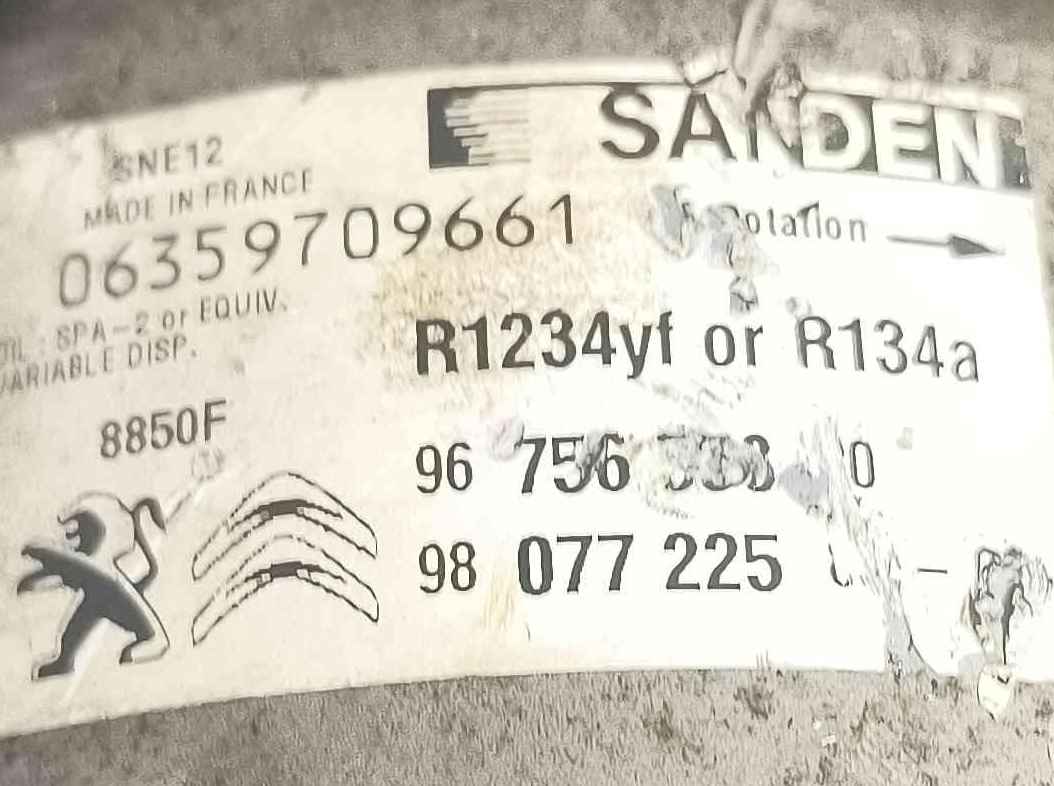 SANDEN
SNE12
MADE IN FRANCE
06359709661
Rotation
OIL : SPA-2 or EQUIV.
VARIABLE DISP.
R1234yf or R134a
8850F
96 756
98 077 225